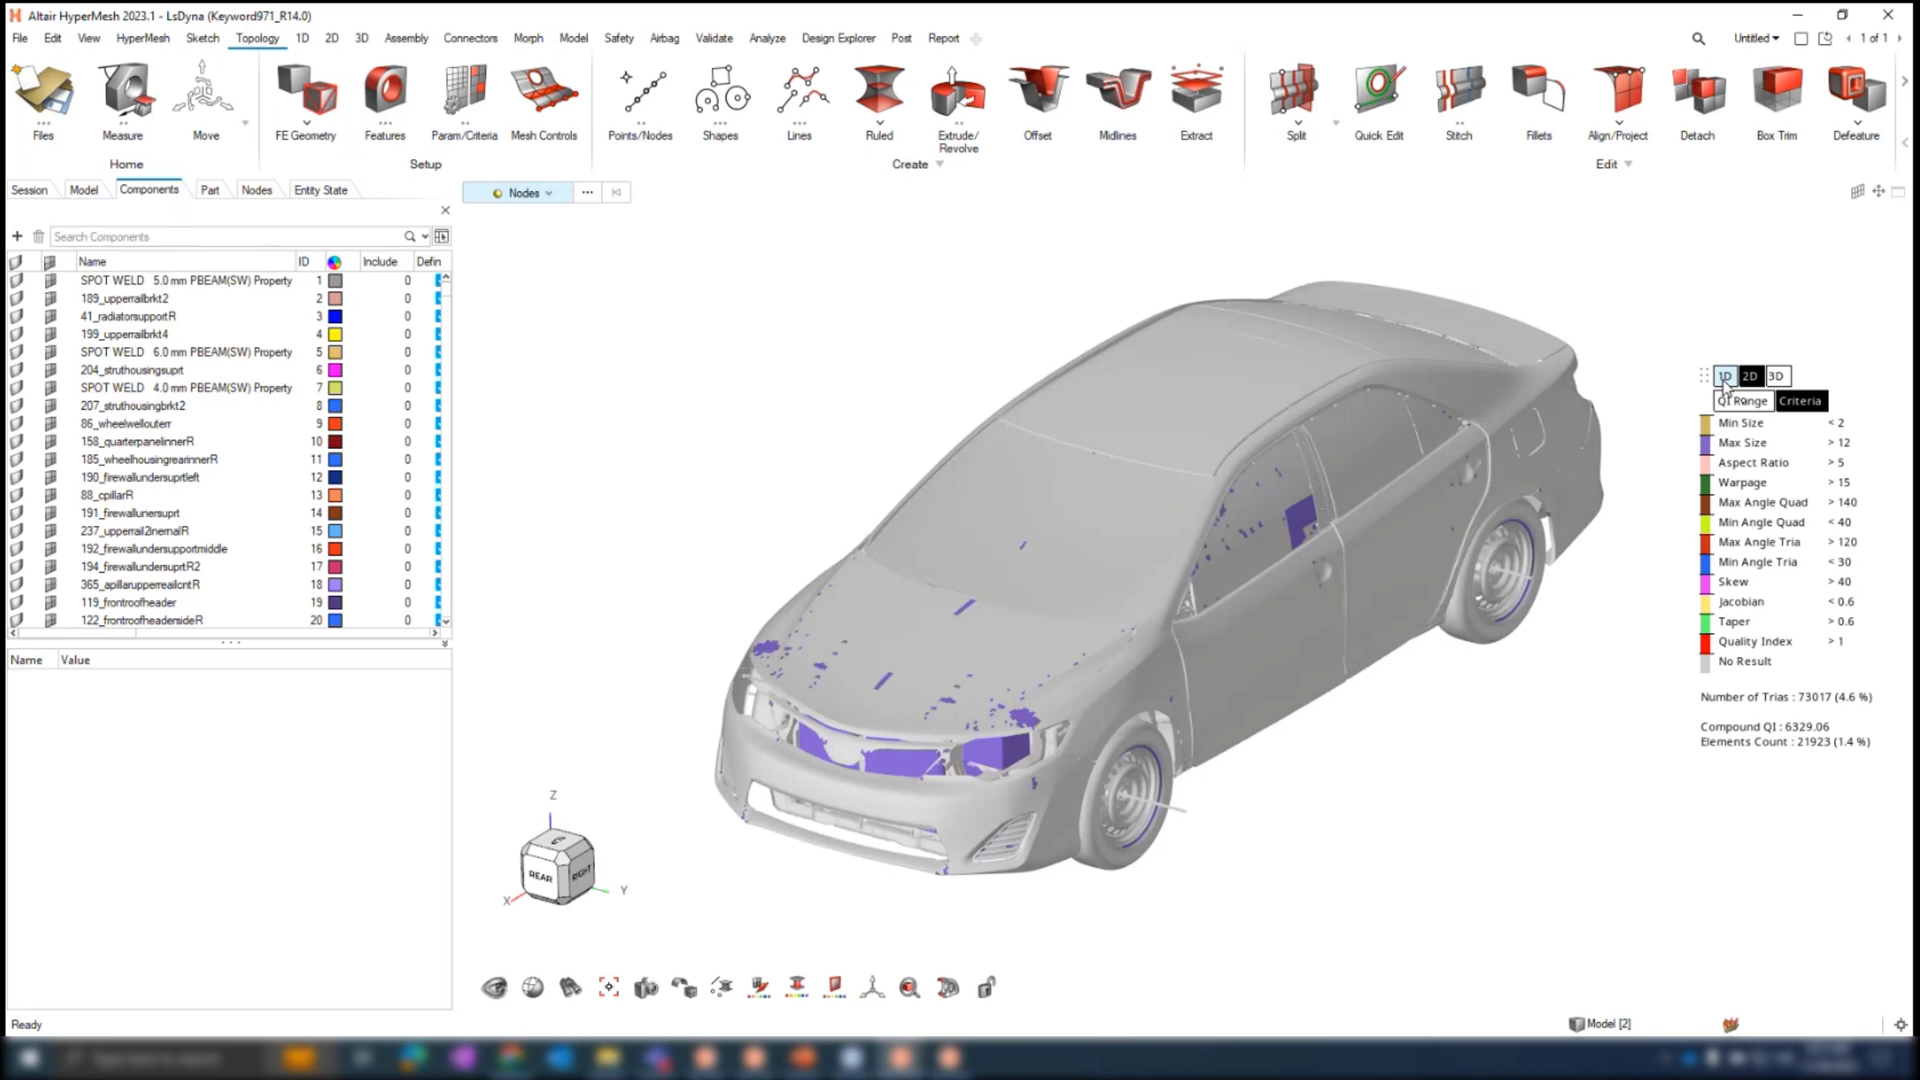 Altair HyperMesh 2023.1 - LsDyna (Keyword971_R14.0)
File Edit View HyperMesh Sketch Topology 1D 2D 3D Assembly Connectors Morph Model Safety Airbag Validate Analyze Design Explorer Post Report Untitled 1 of 1
Files Measure Move FE Geometry Features Param/Criteria Mesh Controls Points/Nodes Shapes Lines Ruled Extrude/ Revolve Offset Midlines Extract Split Quick Edit Stitch Fillets Align/Project Detach Box Trim Defeature
Home Setup Create Edit
Session Model Components Part Nodes Entity State
Nodes
Search Components
Name ID Include Defin
SPOT WELD 5.0 mm PBEAM(SW) Property 1 0
189_upperrailbrkt2 2 0
41_radiatorsupportR 3 0
199_upperrailbrkt4 4 0
SPOT WELD 6.0 mm PBEAM(SW) Property 5 0
204_struthousingsuprt 6 0
SPOT WELD 4.0 mm PBEAM(SW) Property 7 0
207_struthousingbrkt2 8 0
86_wheelwellouterr 9 0
158_quarterpanelinnerR 10 0
185_wheelhousingrearinnerR 11 0
190_firewallundersuprtleft 12 0
88_cpillarR 13 0
191_firewallunersuprt 14 0
237_upperrail2inernalR 15 0
192_firewallundersupportmiddle 16 0
194_firewallundersuprtR2 17 0
365_apillarupperreailcntR 18 0
119_frontroofheader 19 0
122_frontroofheadersideR 20 0
Name Value
1D 2D 3D
QI Range Criteria
Min Size < 2
Max Size > 12
Aspect Ratio > 5
Warpage > 15
Max Angle Quad > 140
Min Angle Quad < 40
Max Angle Tria > 120
Min Angle Tria < 30
Skew > 40
Jacobian < 0.6
Taper > 0.6
Quality Index > 1
No Result
Number of Trias : 73017 (4.6 %)
Compound QI : 6329.06
Elements Count : 21923 (1.4 %)
Z
REAR RIGHT
X Y
Ready Model [2]